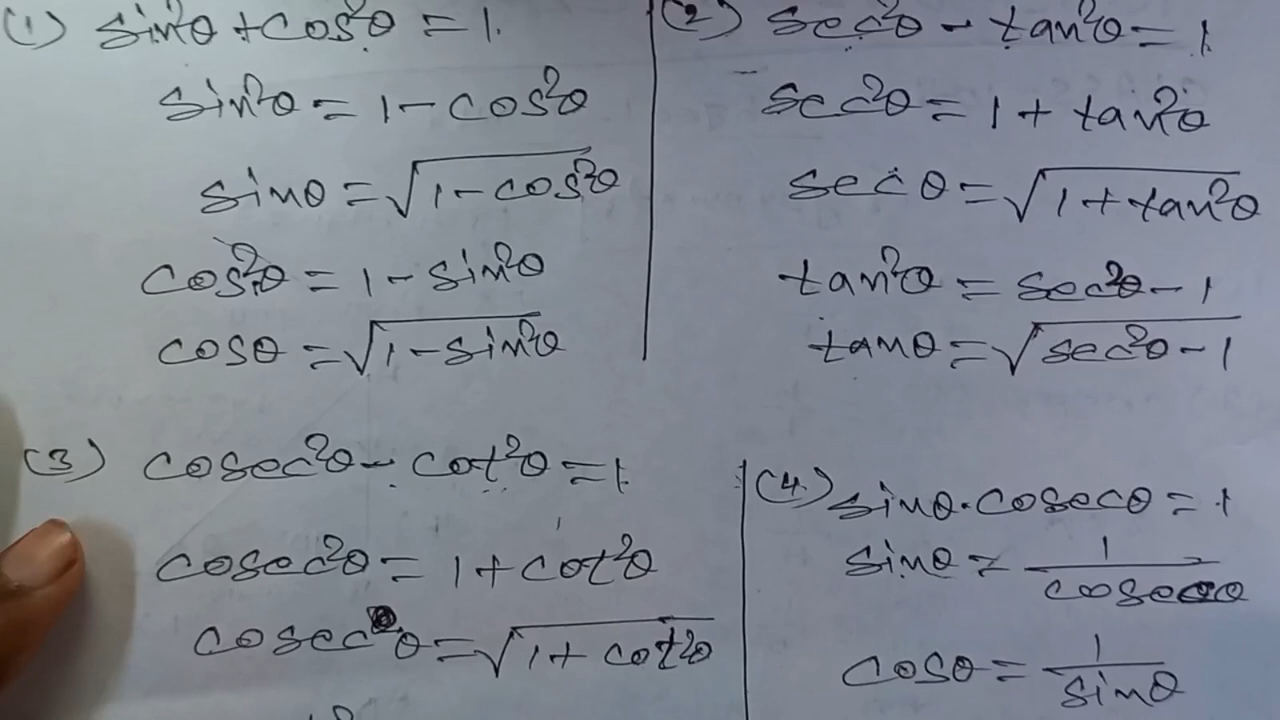 (1) sin²θ + cos²θ = 1.
sin²θ = 1 - cos²θ
sinθ = √(1 - cos²θ)
cos²θ = 1 - sin²θ
cosθ = √(1 - sin²θ)
(2) sec²θ - tan²θ = 1.
sec²θ = 1 + tan²θ
secθ = √(1 + tan²θ)
tan²θ = sec²θ - 1
tanθ = √(sec²θ - 1)
(3) cosec²θ - cot²θ = 1.
cosec²θ = 1 + cot²θ
cosecθ = √(1 + cot²θ)
(4) sinθ·cosecθ = 1
sinθ = 1/cosecθ
cosθ = 1/sinθ